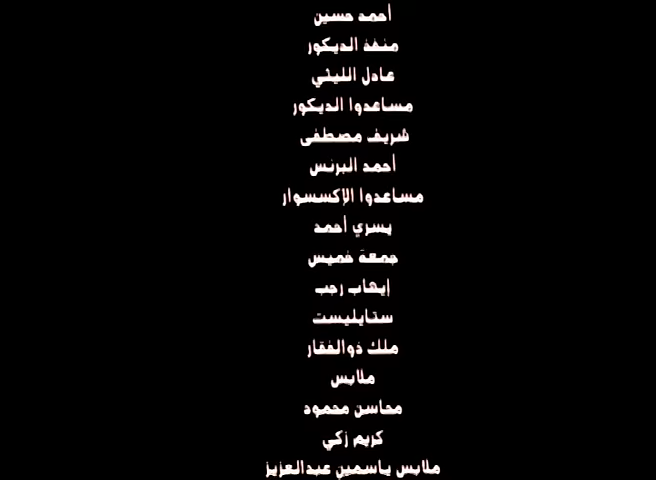 أحمد حسين
منفذ الديكور
عادل الليثي
مساعدوا الديكور
شريف مصطفى
أحمد البرنس
مساعدوا الإكسسوار
يسري أحمد
جمعة خميس
إيهاب رجب
ستايليست
ملك ذوالفقار
ملابس
محاسن محمود
كريم زكي
ملابس ياسمين عبدالعزيز